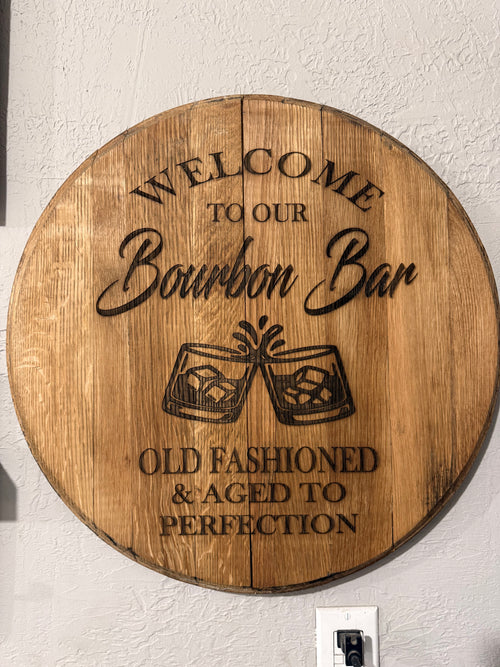 WELCOME
TO OUR
Bourbon Bar
OLD FASHIONED
& AGED TO
PERFECTION